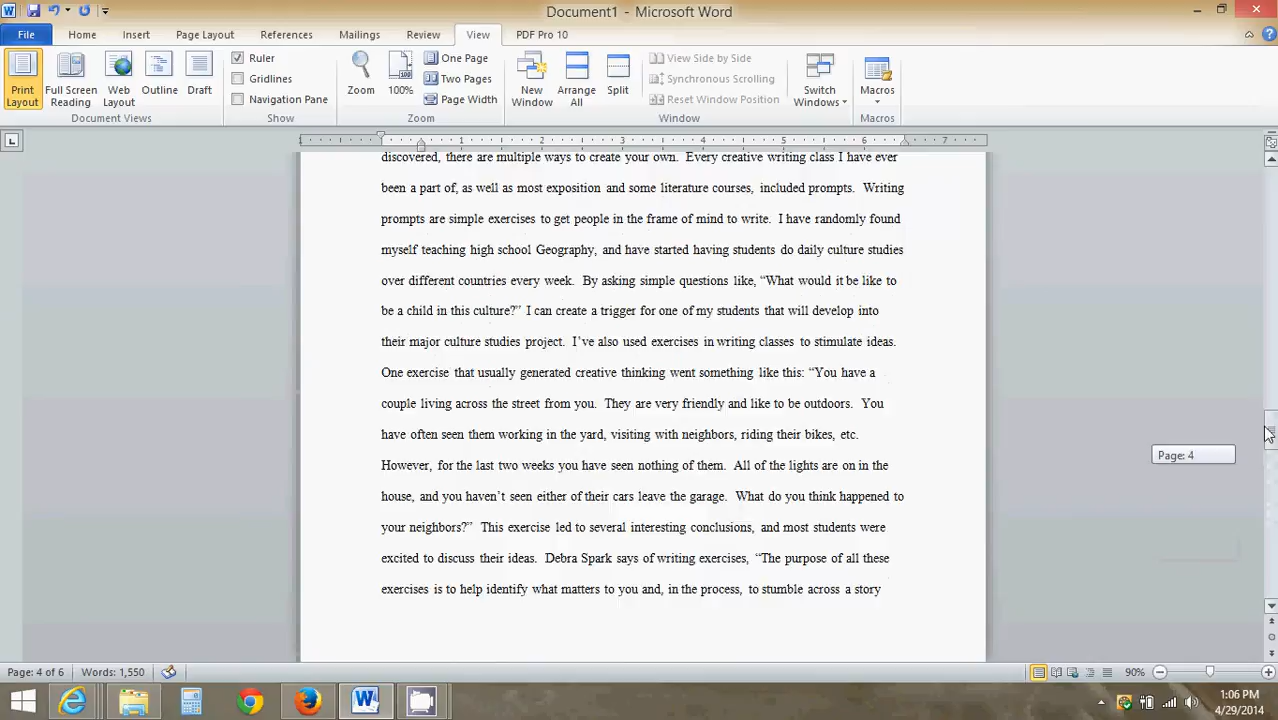 Document1 - Microsoft Word
File Home Insert Page Layout References Mailings Review View PDF Pro 10
Print Layout
Full Screen Reading
Web Layout
Outline
Draft
Document Views
Ruler
Gridlines
Navigation Pane
Show
Zoom
100%
One Page
Two Pages
Page Width
Zoom
New Window
Arrange All
Split
View Side by Side
Synchronous Scrolling
Reset Window Position
Window
Switch Windows
Macros
Macros
1 1 2 3 4 5 6 7
discovered, there are multiple ways to create your own.  Every creative writing class I have ever
been a part of, as well as most exposition and some literature courses, included prompts.  Writing
prompts are simple exercises to get people in the frame of mind to write.  I have randomly found
myself teaching high school Geography, and have started having students do daily culture studies
over different countries every week.  By asking simple questions like, “What would it be like to
be a child in this culture?” I can create a trigger for one of my students that will develop into
their major culture studies project.  I’ve also used exercises in writing classes to stimulate ideas.
One exercise that usually generated creative thinking went something like this: “You have a
couple living across the street from you.  They are very friendly and like to be outdoors.  You
have often seen them working in the yard, visiting with neighbors, riding their bikes, etc.
However, for the last two weeks you have seen nothing of them.  All of the lights are on in the
house, and you haven’t seen either of their cars leave the garage.  What do you think happened to
your neighbors?”  This exercise led to several interesting conclusions, and most students were
excited to discuss their ideas.  Debra Spark says of writing exercises, “The purpose of all these
exercises is to help identify what matters to you and, in the process, to stumble across a story
Page: 4
Page: 4 of 6 Words: 1,550 90%
1:06 PM
4/29/2014